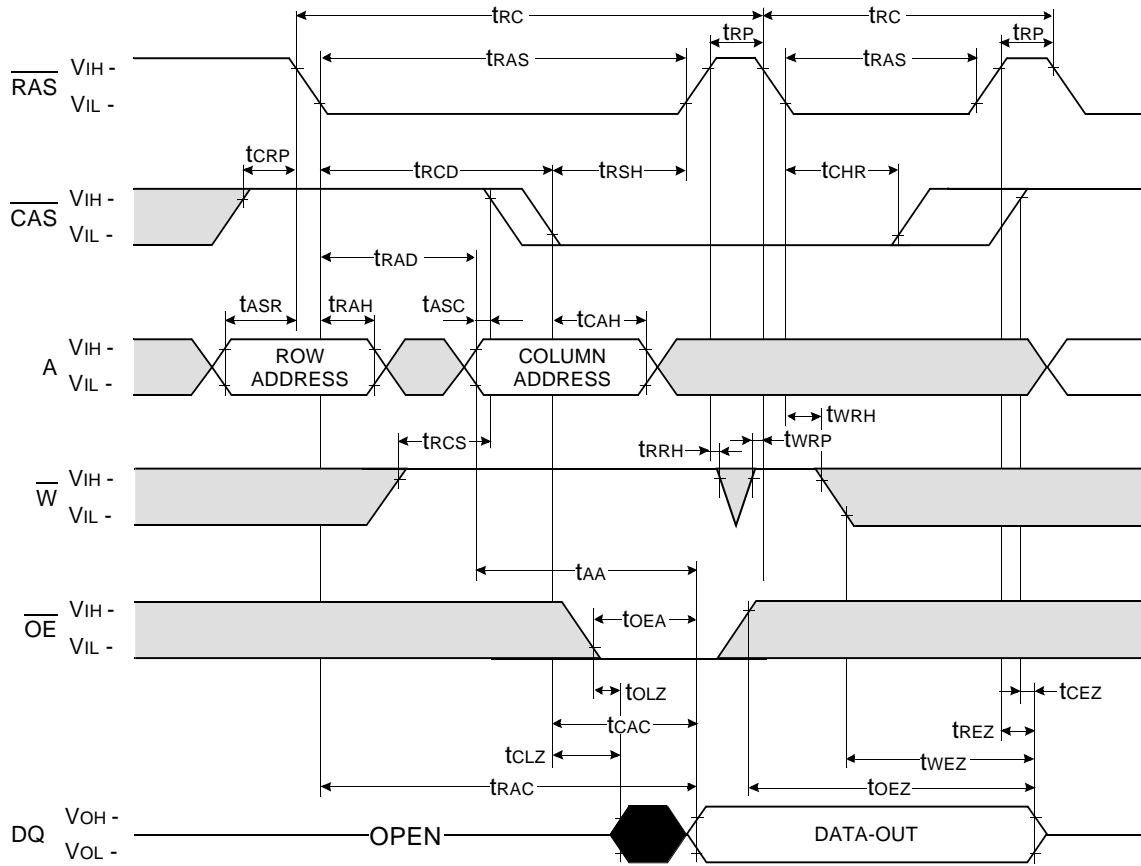 tRC tRC
tRP tRP
tRAS tRAS
RAS VIH -
VIL -
tCRP tRCD tRSH tCHR
CAS VIH -
VIL -
tRAD
tASR tRAH tASC tCAH
A VIH -
VIL -
ROW ADDRESS
COLUMN ADDRESS
tWRH
tRCS tRRH tWRP
W VIH -
VIL -
tAA
OE VIH -
VIL -
tOEA
tOLZ tCEZ
tCAC
tREZ
tCLZ tWEZ
tRAC tOEZ
DQ VOH -
VOL -
OPEN DATA-OUT